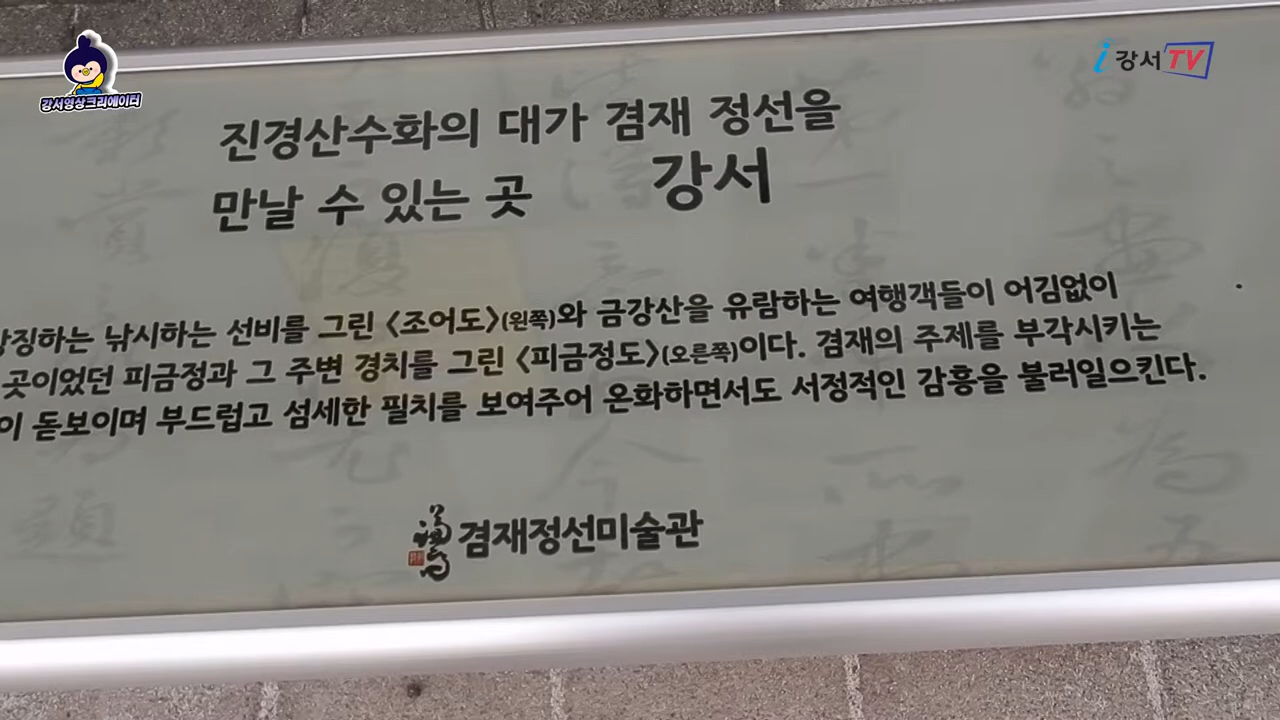 강서영상크리에이터
i강서TV
진경산수화의 대가 겸재 정선을
만날 수 있는 곳 강서
낚시하는 선비를 그린 <조어도>(왼쪽)와 금강산을 유람하는 여행객들이 어김없이
곳이었던 피금정과 그 주변 경치를 그린 <피금정도>(오른쪽)이다. 겸재의 주제를 부각시키는
이 돋보이며 부드럽고 섬세한 필치를 보여주어 온화하면서도 서정적인 감흥을 불러일으킨다.
겸재정선미술관